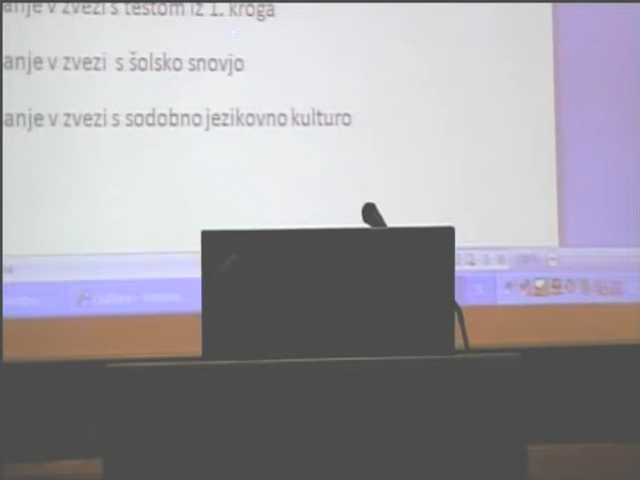 anje v zvezi s testom iz 1. kroga
anje v zvezi s šolsko snovjo
anje v zvezi s sodobno jezikovno kulturo